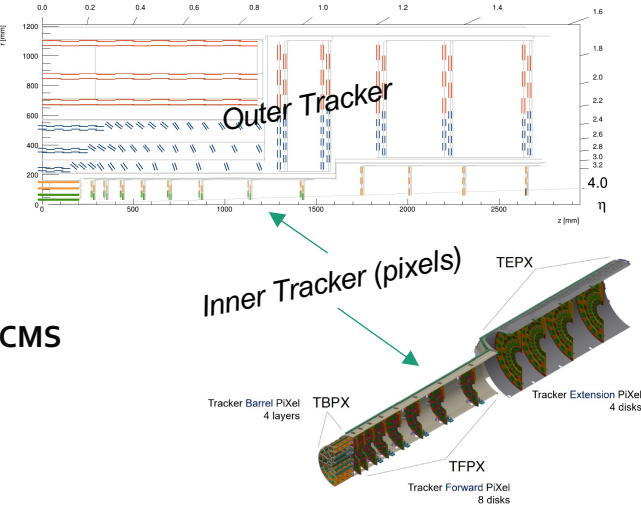 0.0 0.2 0.4 0.6 0.8 1.0 1.2 1.4 1.6
r [mm]
1200
1000
800
600
400
200
0
1.8
2.0
2.2
2.4
2.6
2.8
3.0
3.2
4.0
η
0 500 1000 1500 2000 2500
z [mm]
Outer Tracker
Inner Tracker (pixels)
CMS
TEPX
Tracker Extension PiXel
4 disks
Tracker Barrel PiXel
4 layers
TBPX
TFPX
Tracker Forward PiXel
8 disks